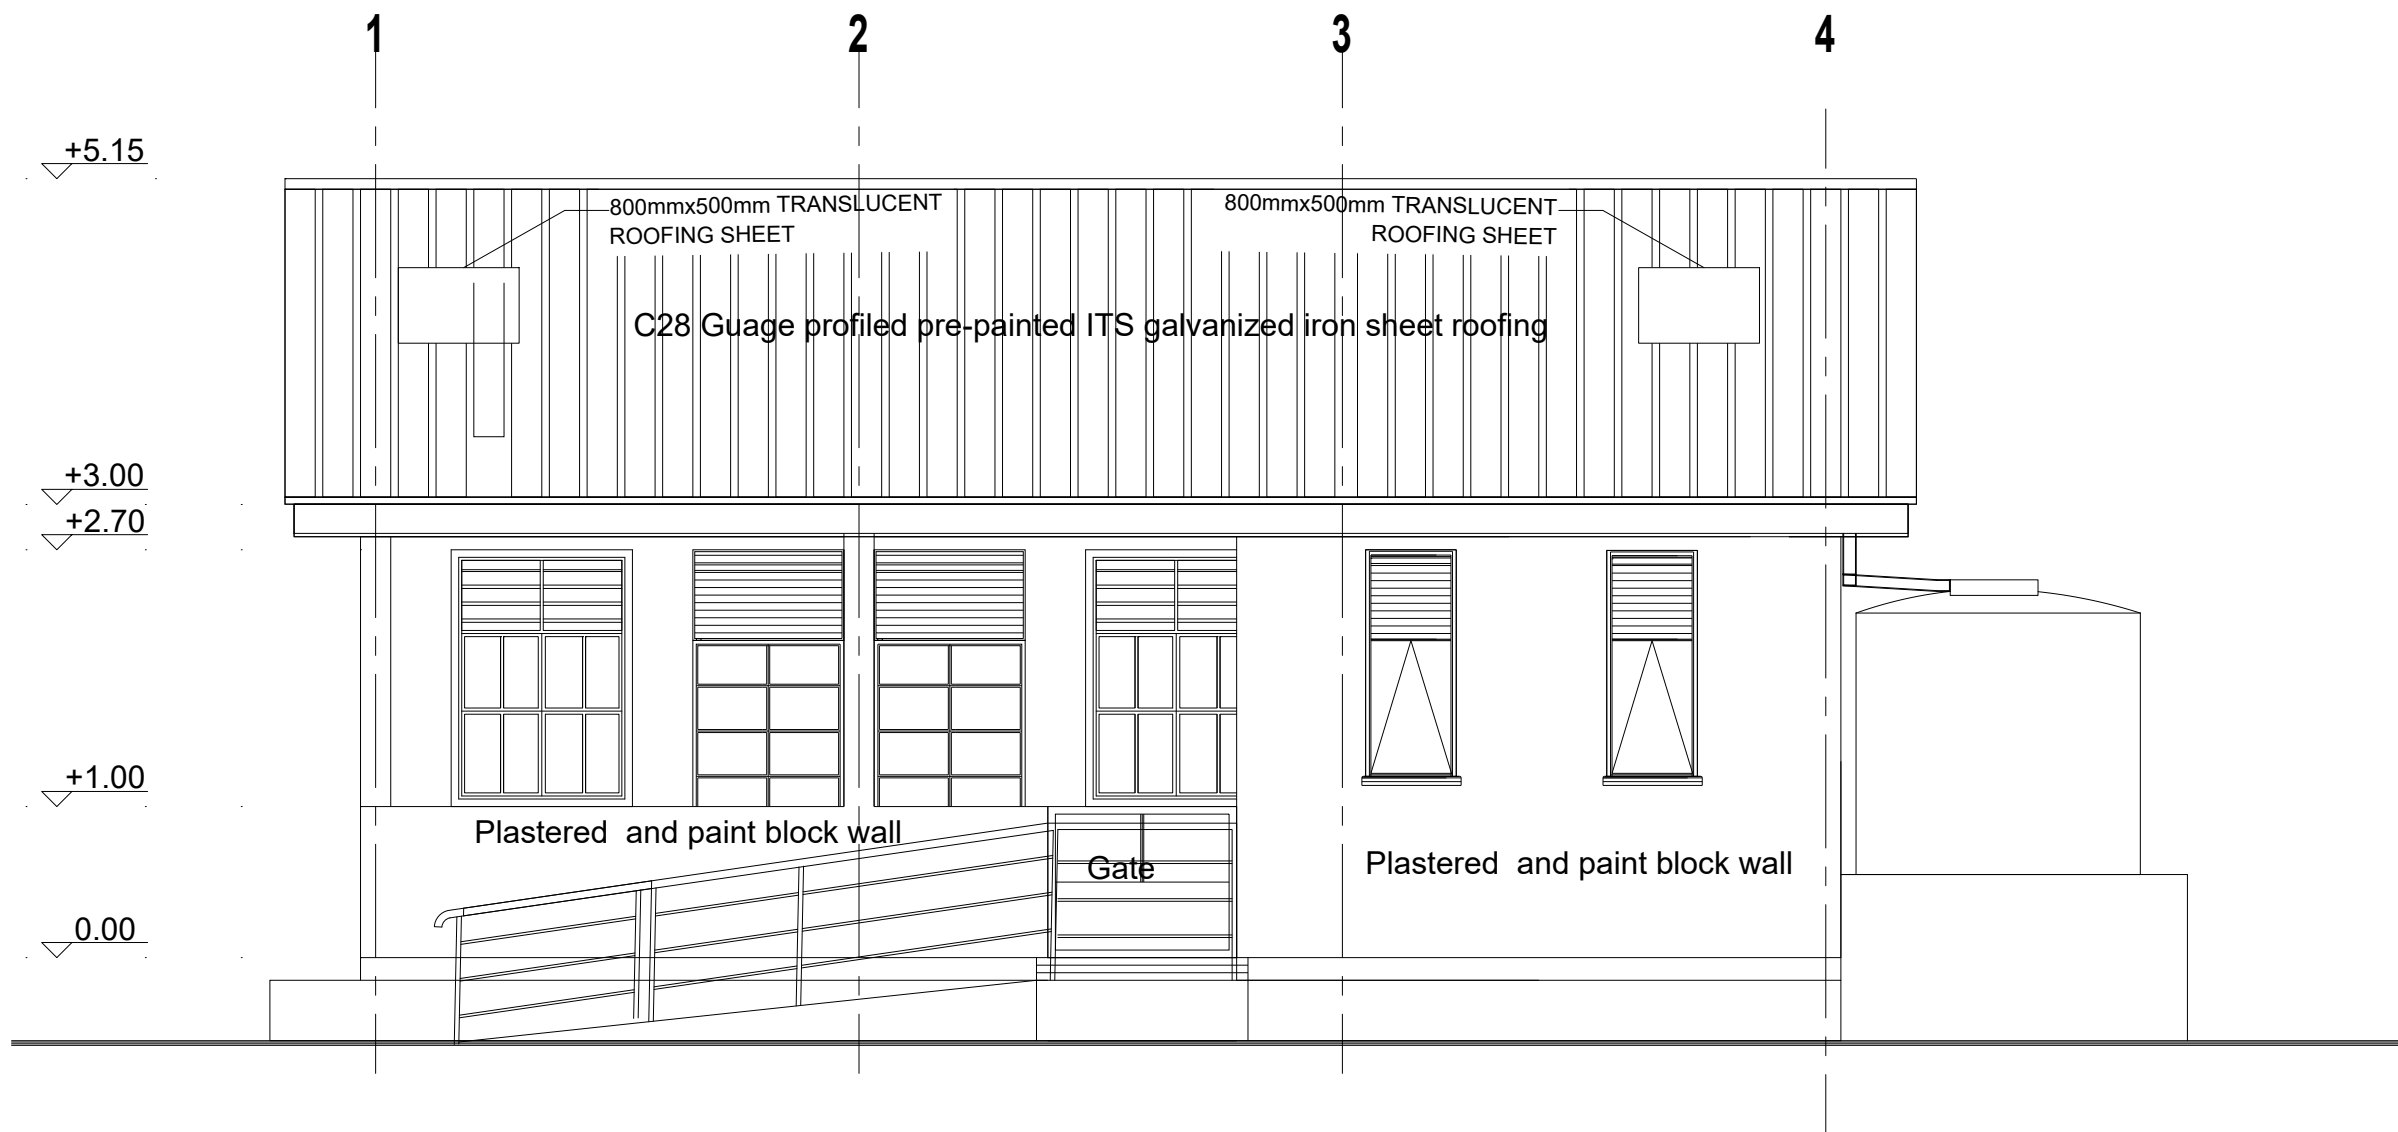 1 2 3 4
+5.15
800mmx500mm TRANSLUCENT
ROOFING SHEET
800mmx500mm TRANSLUCENT
ROOFING SHEET
C28 Guage profiled pre-painted ITS galvanized iron sheet roofing
+3.00
+2.70
+1.00
Plastered and paint block wall
Gate
Plastered and paint block wall
0.00